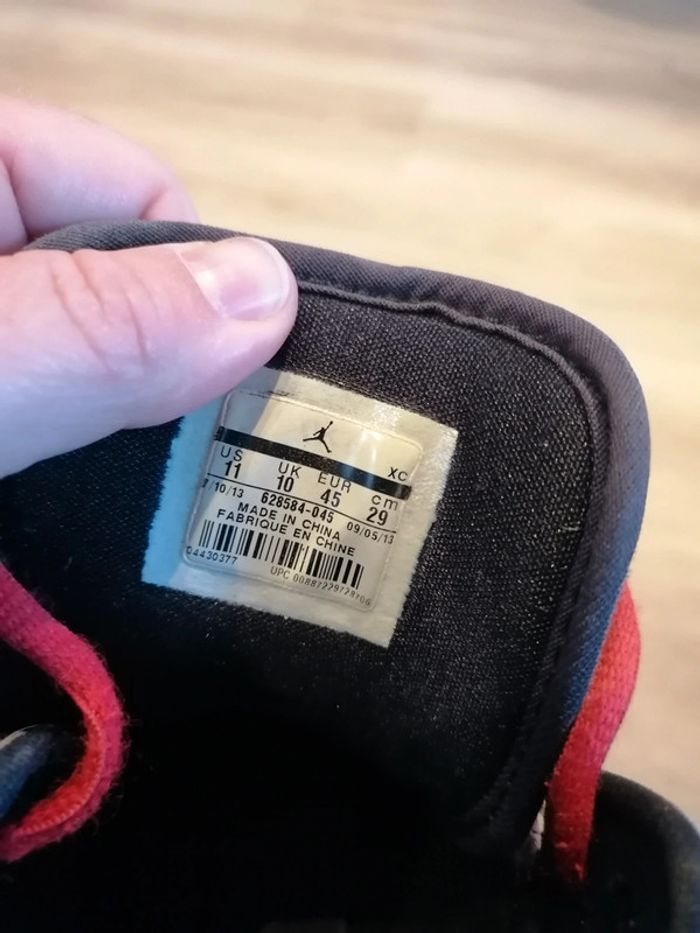 XC
US UK EUR cm
11 10 45 29
/10/13 628584-045 09/05/13
MADE IN CHINA
FABRIQUE EN CHINE
04430377
UPC 00887229728706